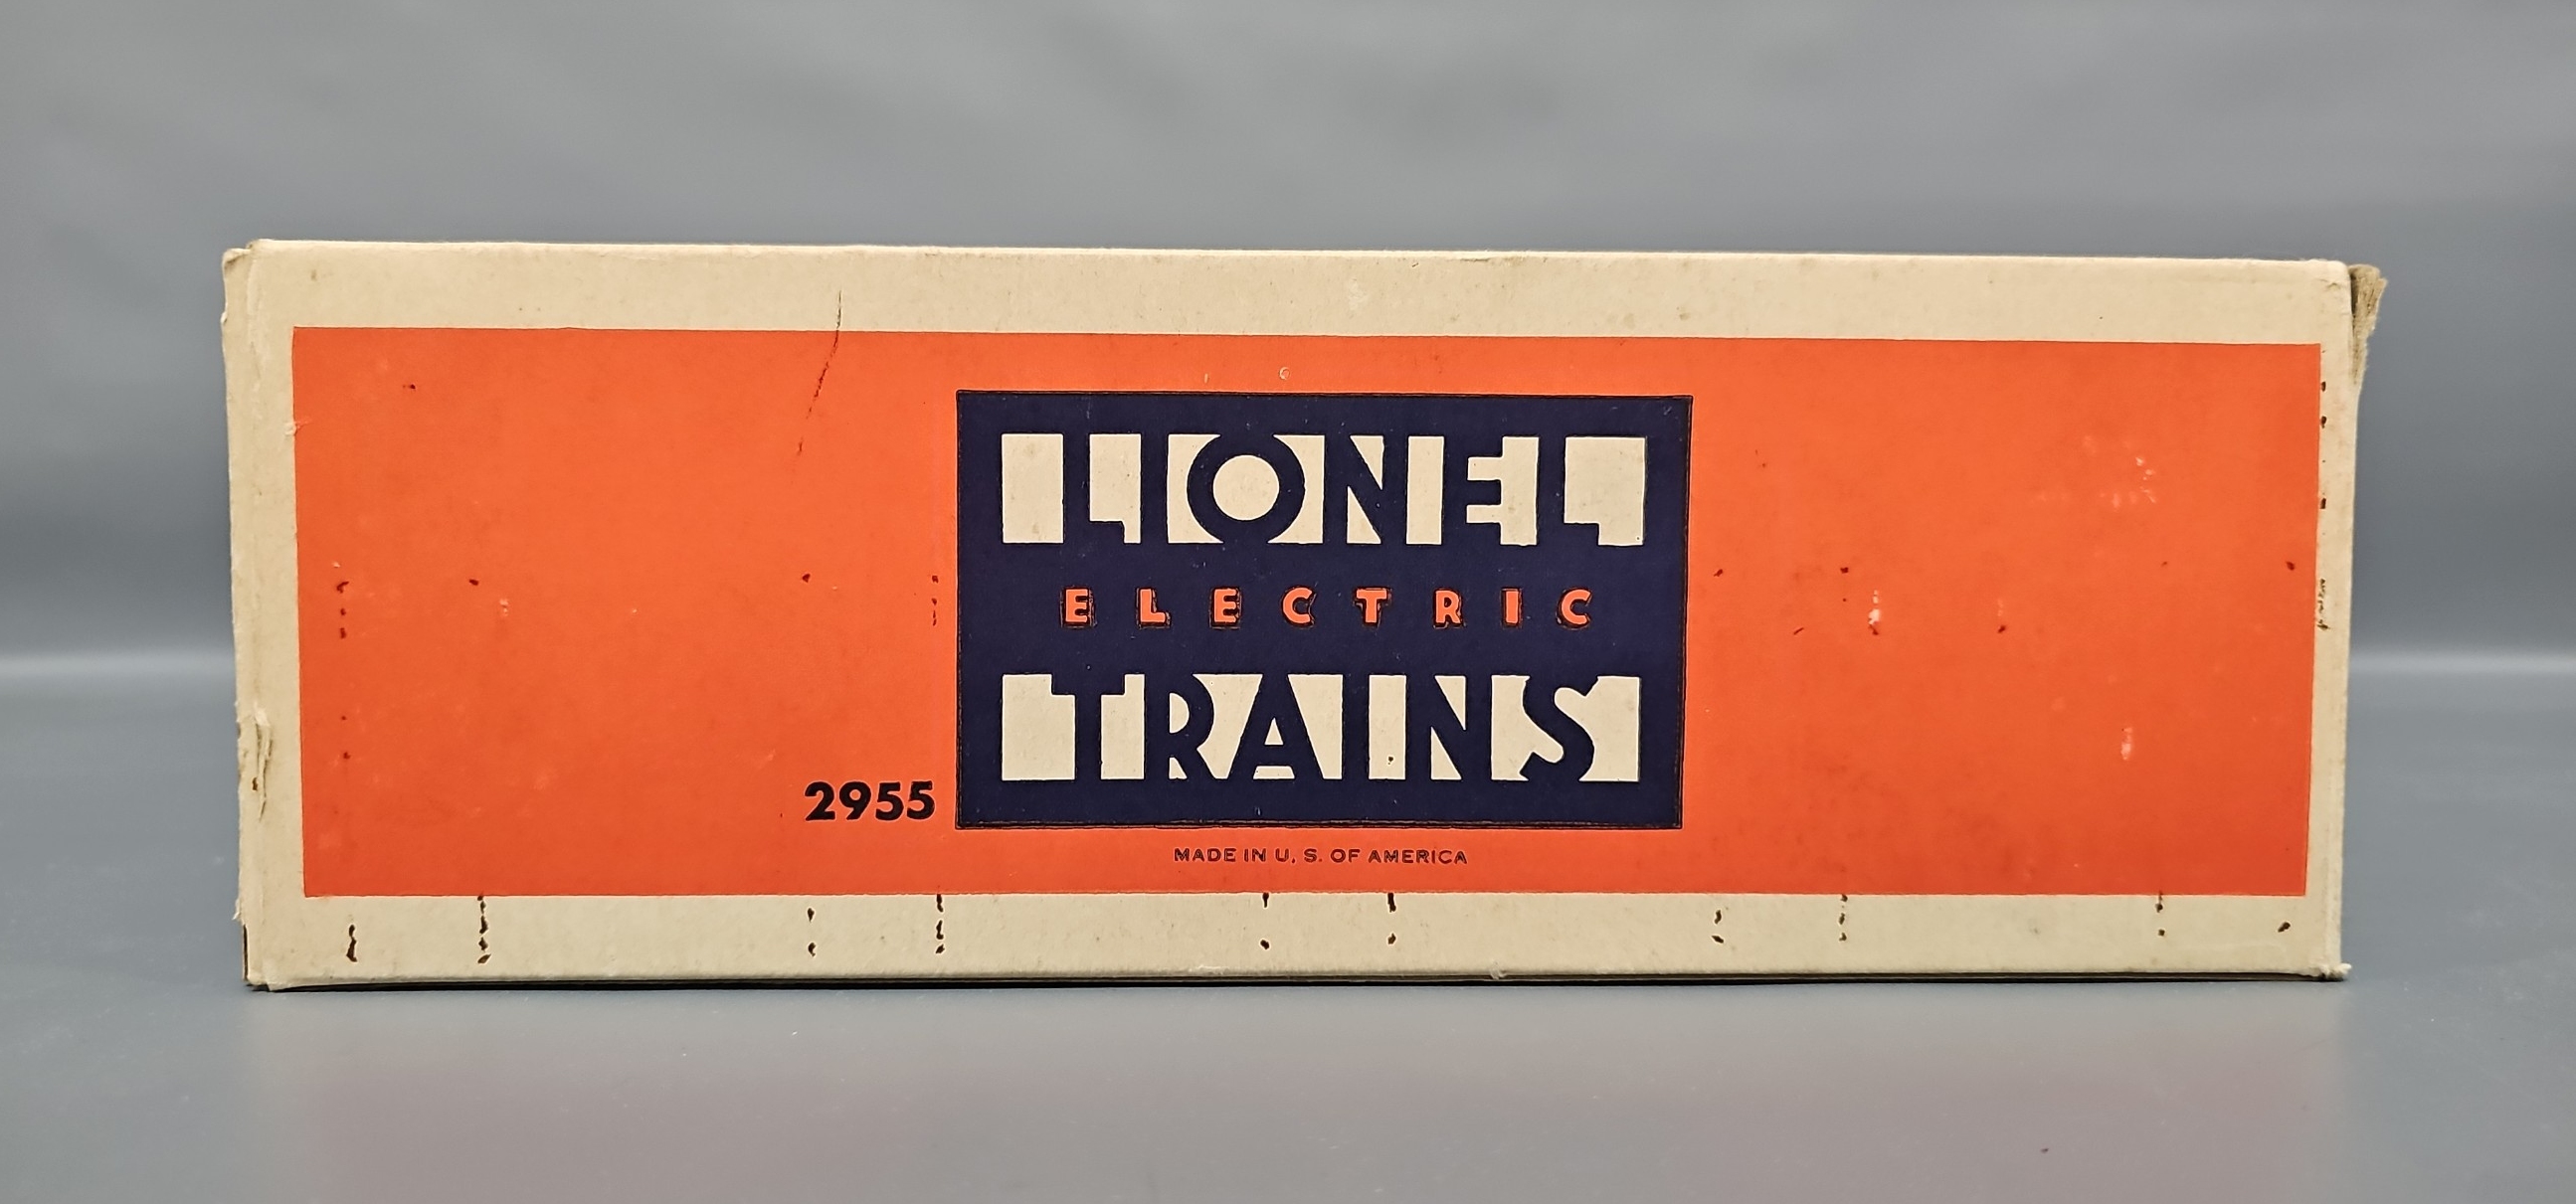 LIONEL
ELECTRIC
TRAINS
2955
MADE IN U. S. OF AMERICA